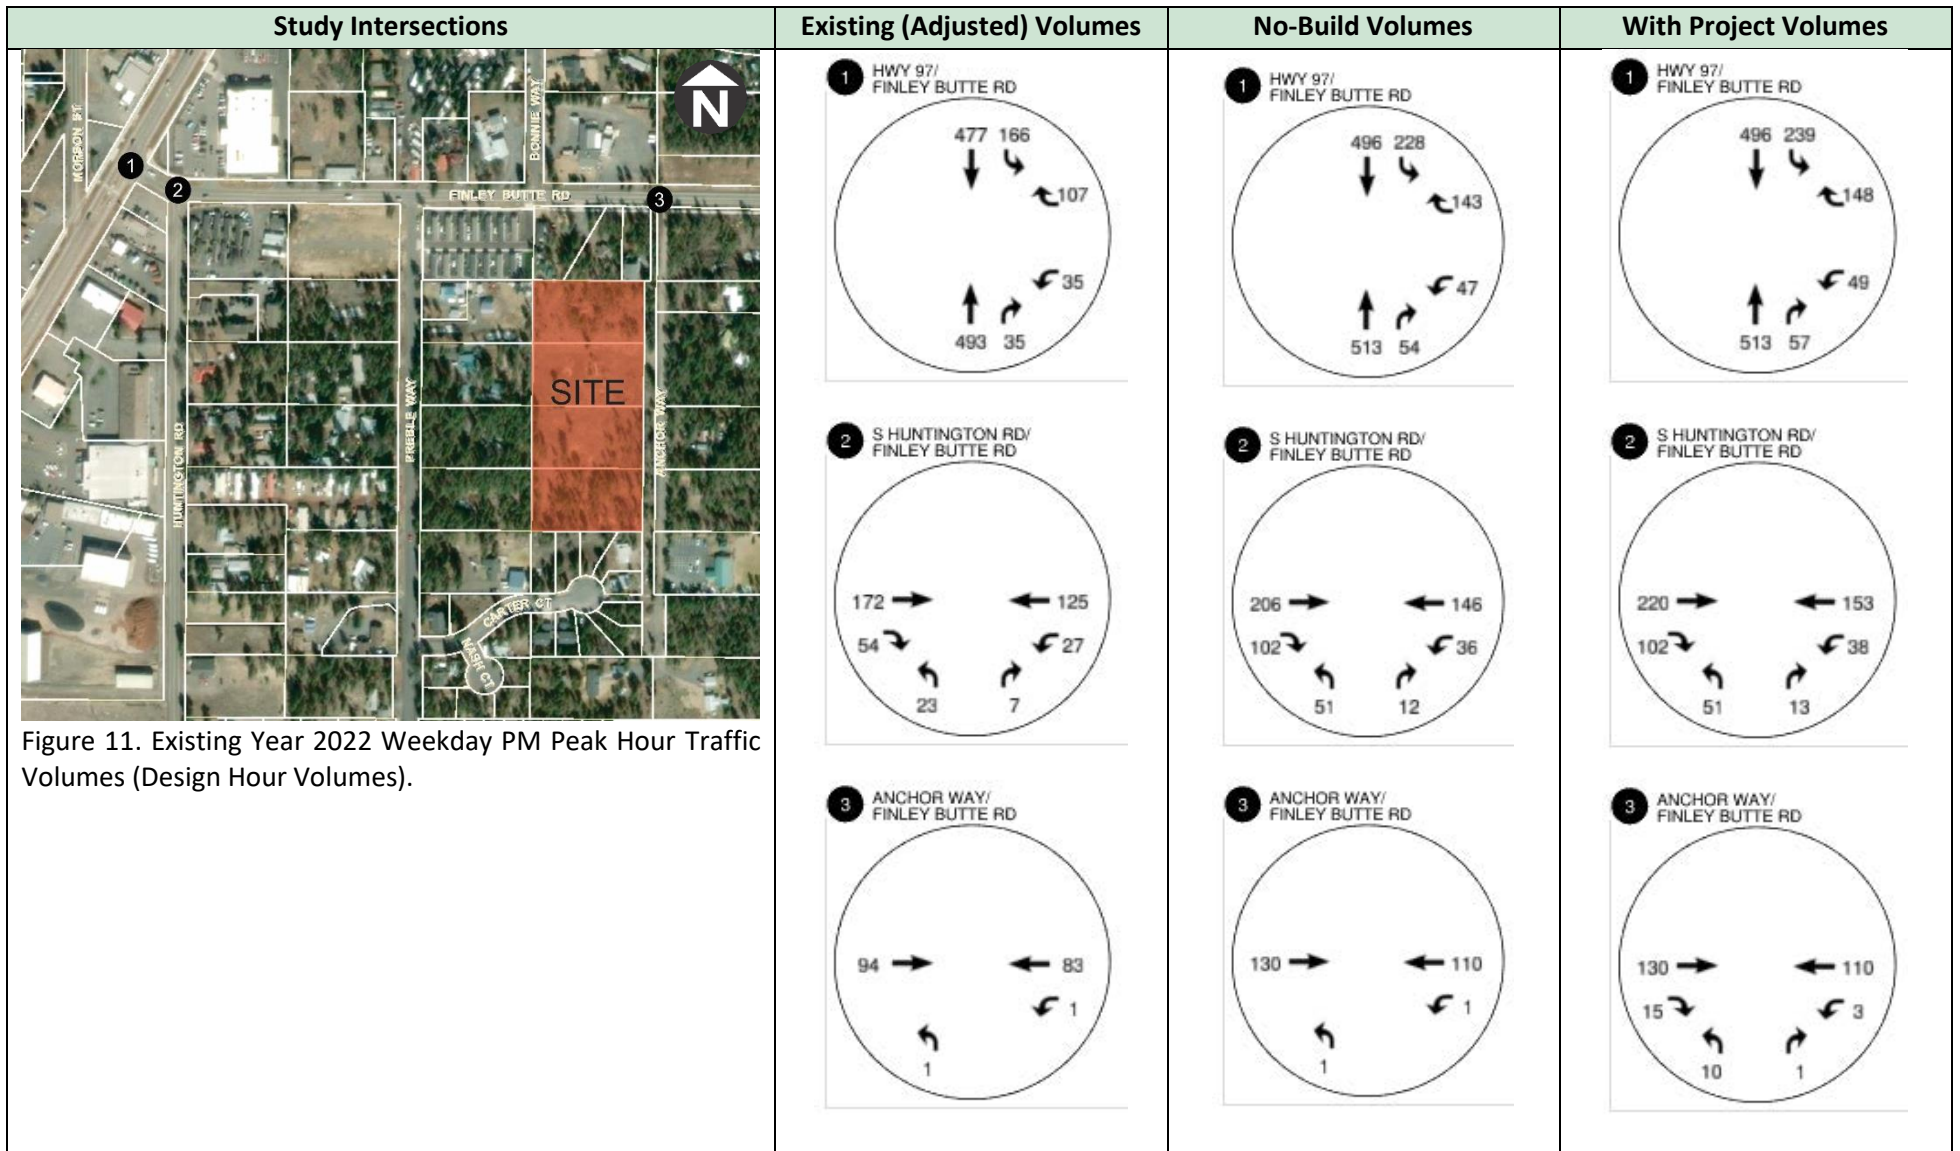 Study Intersections
Existing (Adjusted) Volumes
No-Build Volumes
With Project Volumes
MORSON ST
BONNIE WAY
N
1
2
FINLEY BUTTE RD
3
SITE
HUNTINGTON RD
PREBLE WAY
ANCHOR WAY
CARTER CT
NASH CT
Figure 11. Existing Year 2022 Weekday PM Peak Hour Traffic
Volumes (Design Hour Volumes).
1 HWY 97/
FINLEY BUTTE RD
477 166
107
35
493 35
2 S HUNTINGTON RD/
FINLEY BUTTE RD
172 125
54 27
23 7
3 ANCHOR WAY/
FINLEY BUTTE RD
94 83
1
1
1 HWY 97/
FINLEY BUTTE RD
496 228
143
47
513 54
2 S HUNTINGTON RD/
FINLEY BUTTE RD
206 146
102 36
51 12
3 ANCHOR WAY/
FINLEY BUTTE RD
130 110
1
1
1 HWY 97/
FINLEY BUTTE RD
496 239
148
49
513 57
2 S HUNTINGTON RD/
FINLEY BUTTE RD
220 153
102 38
51 13
3 ANCHOR WAY/
FINLEY BUTTE RD
130 110
15 3
10 1